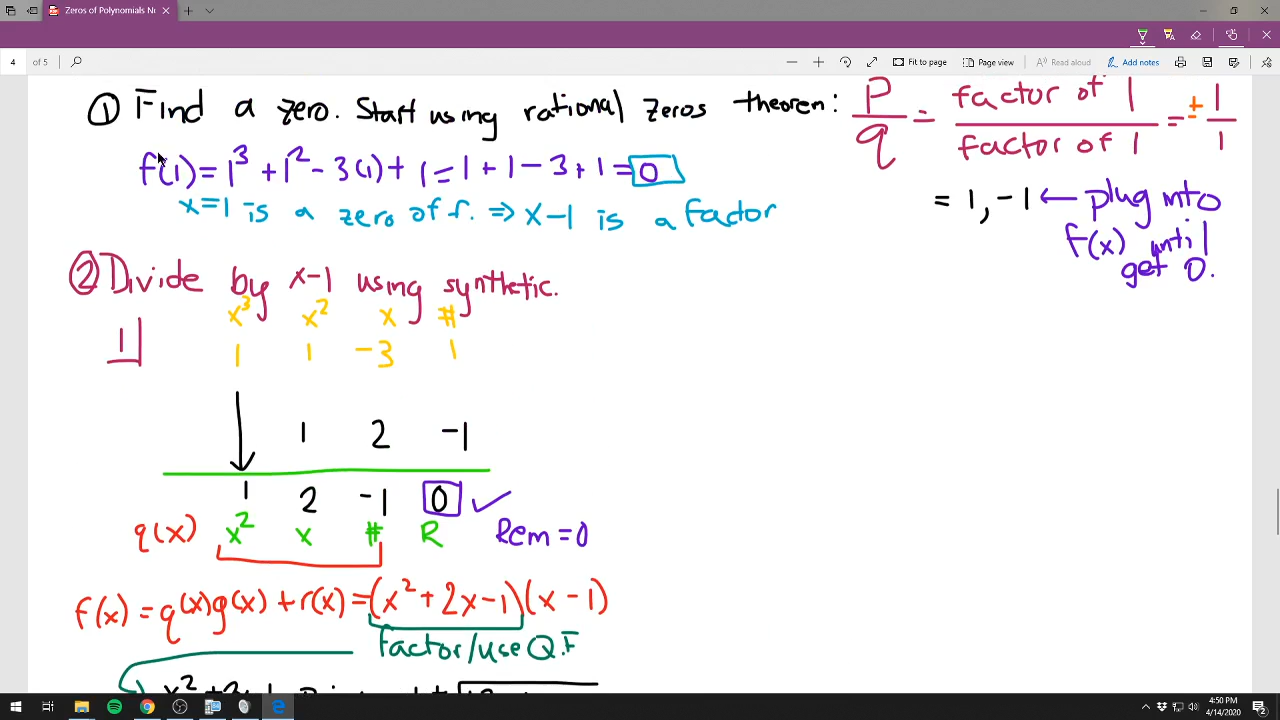 Zeros of Polynomials No
4 of 5
Fit to page
Page view
Read aloud
Add notes
① Find a zero. Start using rational zeros theorem:
p/q = factor of 1/factor of 1 = ± 1/1
f(1) = 1³ + 1² - 3(1) + 1 = 1 + 1 - 3 + 1 = 0
= 1, -1 ← plug into
f(x) until
get 0.
x=1 is a zero of f. ⇒ x-1 is a factor
② Divide by x-1 using synthetic.
x³ x² x #
1 1 1 -3 1
1 2 -1
1 2 -1 0 ✓
q(x) x² x # R Rem = 0
f(x) = q(x)g(x) + r(x) = (x² + 2x - 1)(x - 1)
Factor/use Q.F
4:50 PM
4/14/2020